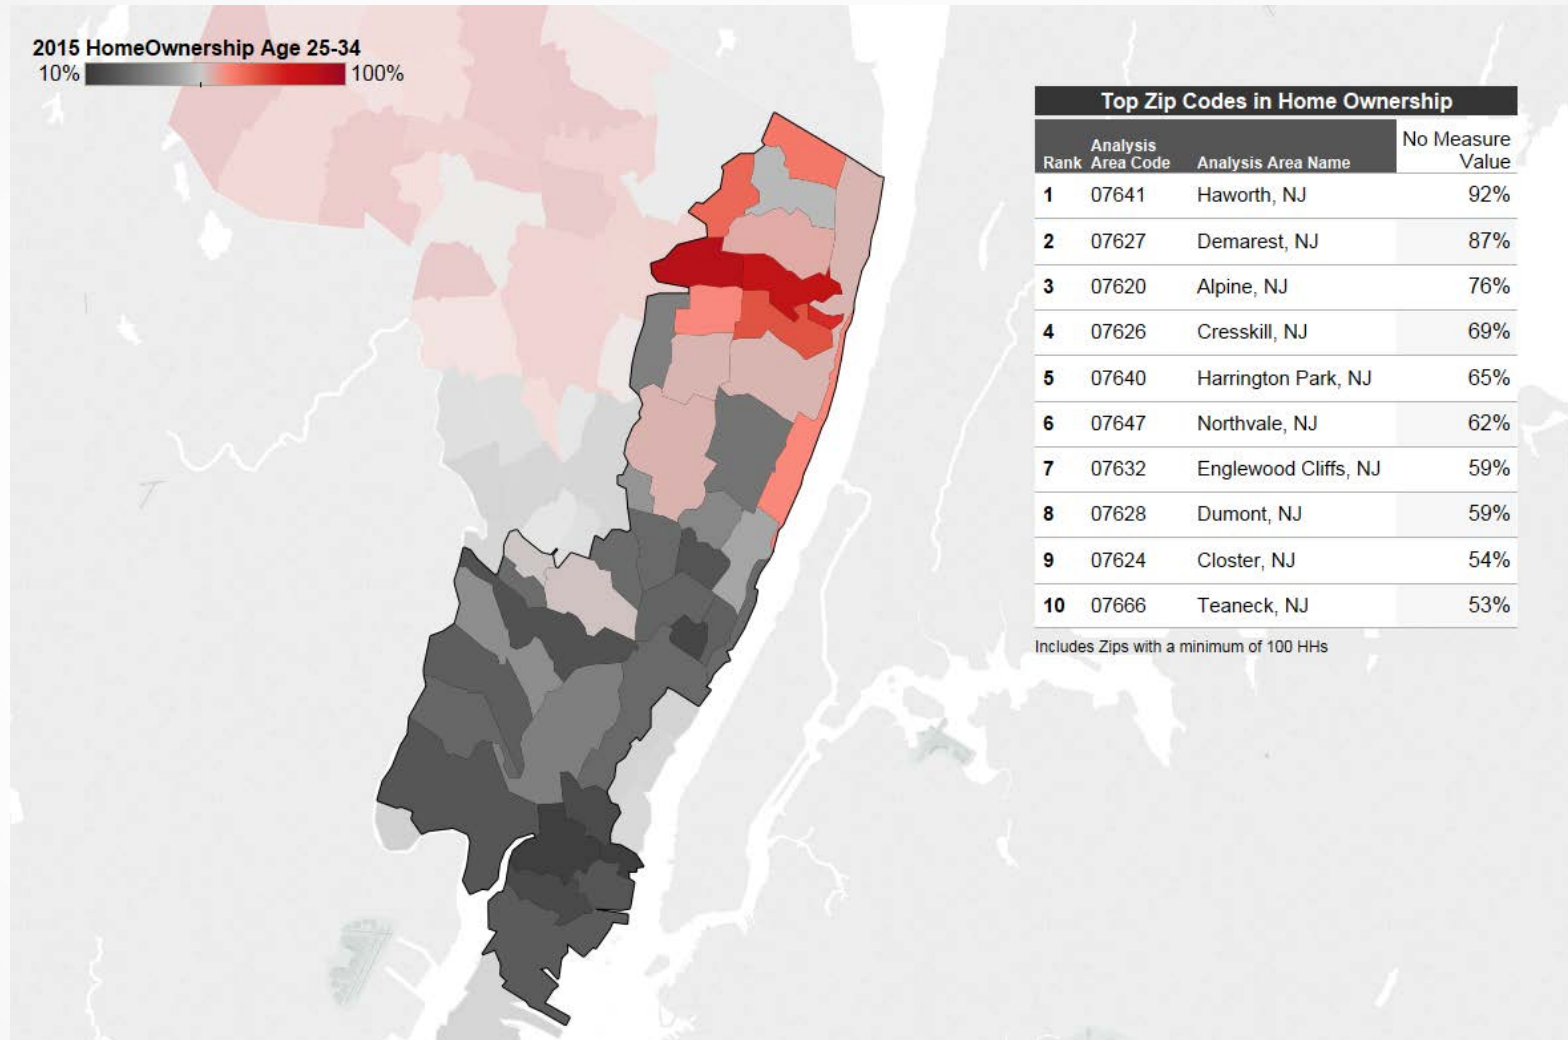 2015 HomeOwnership Age 25-34
10% 100%
Top Zip Codes in Home Ownership
Rank Analysis Area Code Analysis Area Name No Measure Value
1 07641 Haworth, NJ 92%
2 07627 Demarest, NJ 87%
3 07620 Alpine, NJ 76%
4 07626 Cresskill, NJ 69%
5 07640 Harrington Park, NJ 65%
6 07647 Northvale, NJ 62%
7 07632 Englewood Cliffs, NJ 59%
8 07628 Dumont, NJ 59%
9 07624 Closter, NJ 54%
10 07666 Teaneck, NJ 53%
Includes Zips with a minimum of 100 HHs